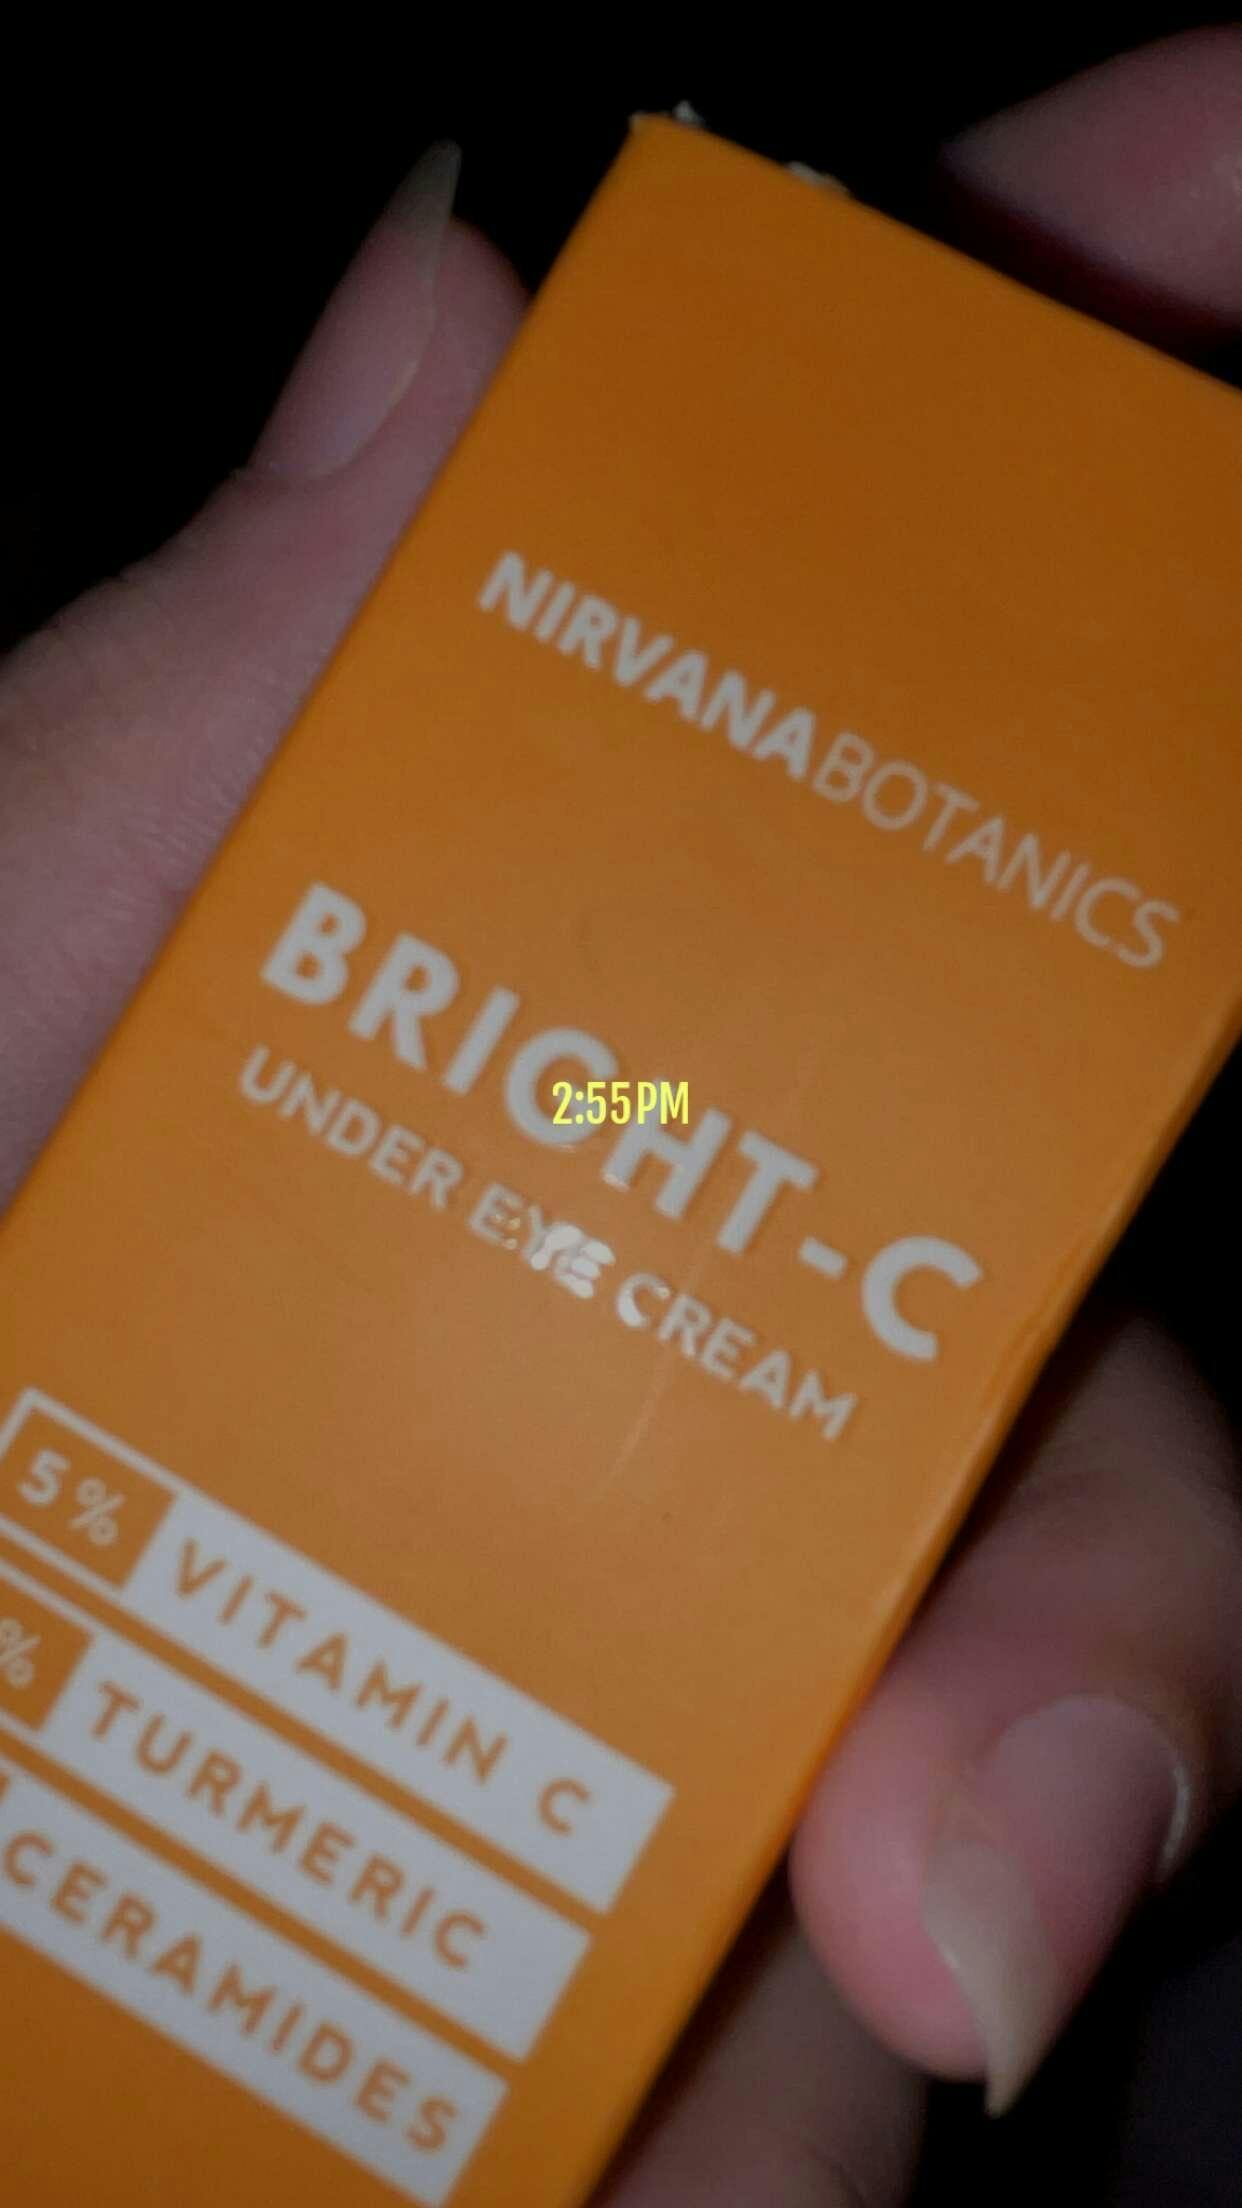 NIRVANABOTANICS
BRIGHT-C
2:55PM
UNDER EYE CREAM
5% VITAMIN C
% TURMERIC
CERAMIDES